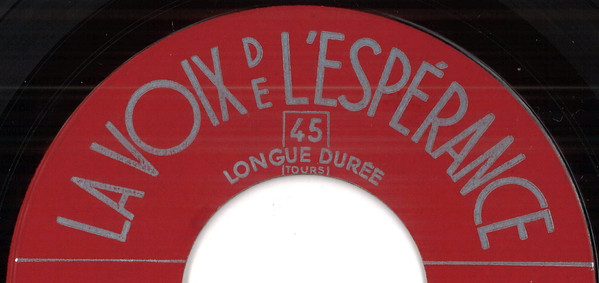 LA VOIX DE L'ESPÉRANCE
45
LONGUE DURÉE
(TOURS)